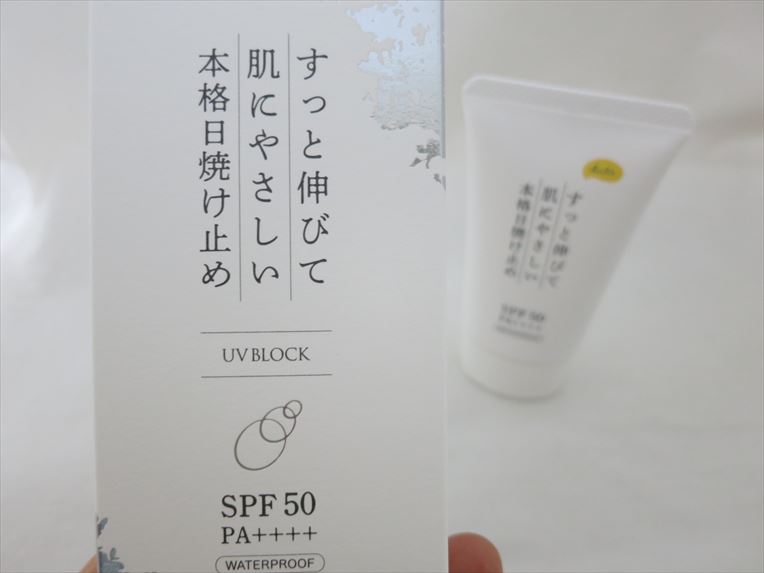 すっと伸びて
肌にやさしい
本格日焼け止め
UV BLOCK
SPF 50
PA++++
WATERPROOF
すっと伸びて
肌にやさしい
本格日焼け止め
SPF 50
PA++++